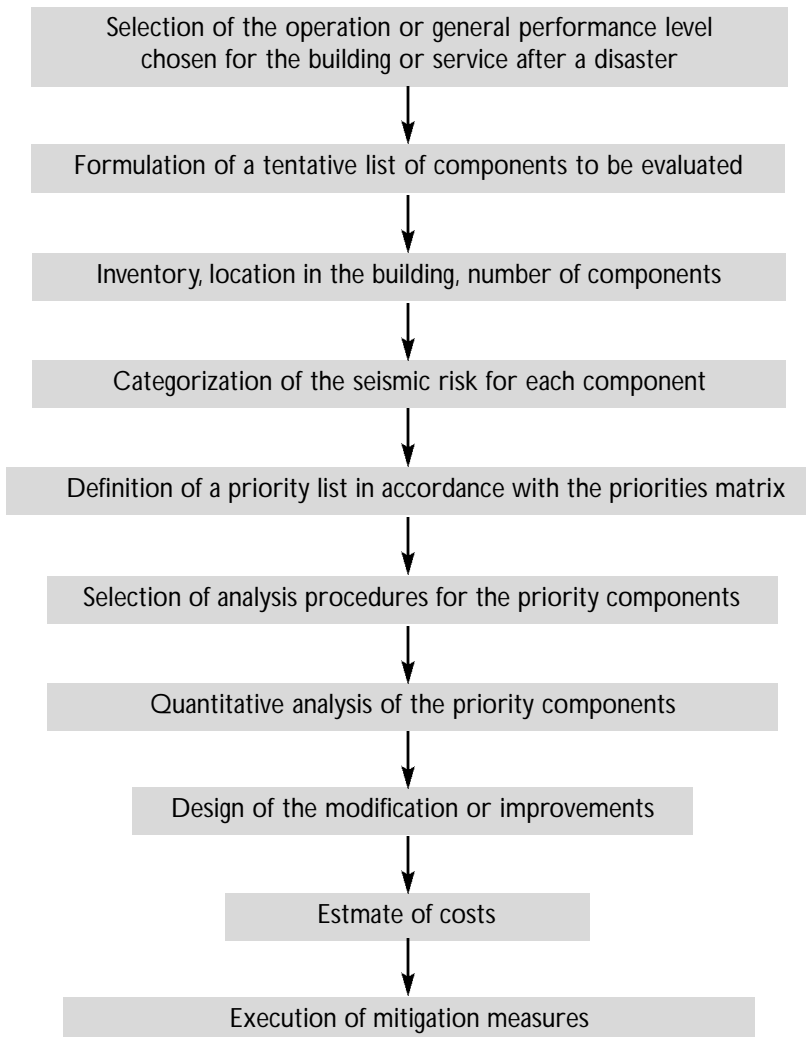 Selection of the operation or general performance level
chosen for the building or service after a disaster
Formulation of a tentative list of components to be evaluated
Inventory, location in the building, number of components
Categorization of the seismic risk for each component
Definition of a priority list in accordance with the priorities matrix
Selection of analysis procedures for the priority components
Quantitative analysis of the priority components
Design of the modification or improvements
Estmate of costs
Execution of mitigation measures